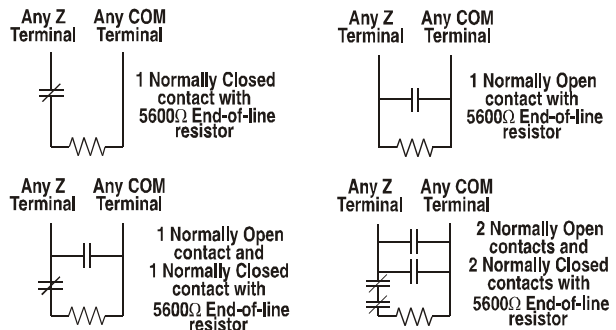 Any Z Any COM
Terminal Terminal
1 Normally Closed
contact with
5600Ω End-of-line
resistor
Any Z Any COM
Terminal Terminal
1 Normally Open
contact with
5600Ω End-of-line
resistor
Any Z Any COM
Terminal Terminal
1 Normally Open
contact and
1 Normally Closed
contact with
5600Ω End-of-line
resistor
Any Z Any COM
Terminal Terminal
2 Normally Open
contacts and
2 Normally Closed
contacts with
5600Ω End-of-line
resistor